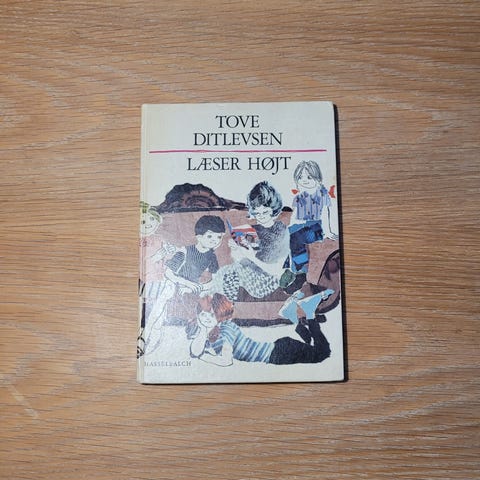 TOVE
DITLEVSEN
LÆSER HØJT
HASSELBALCH